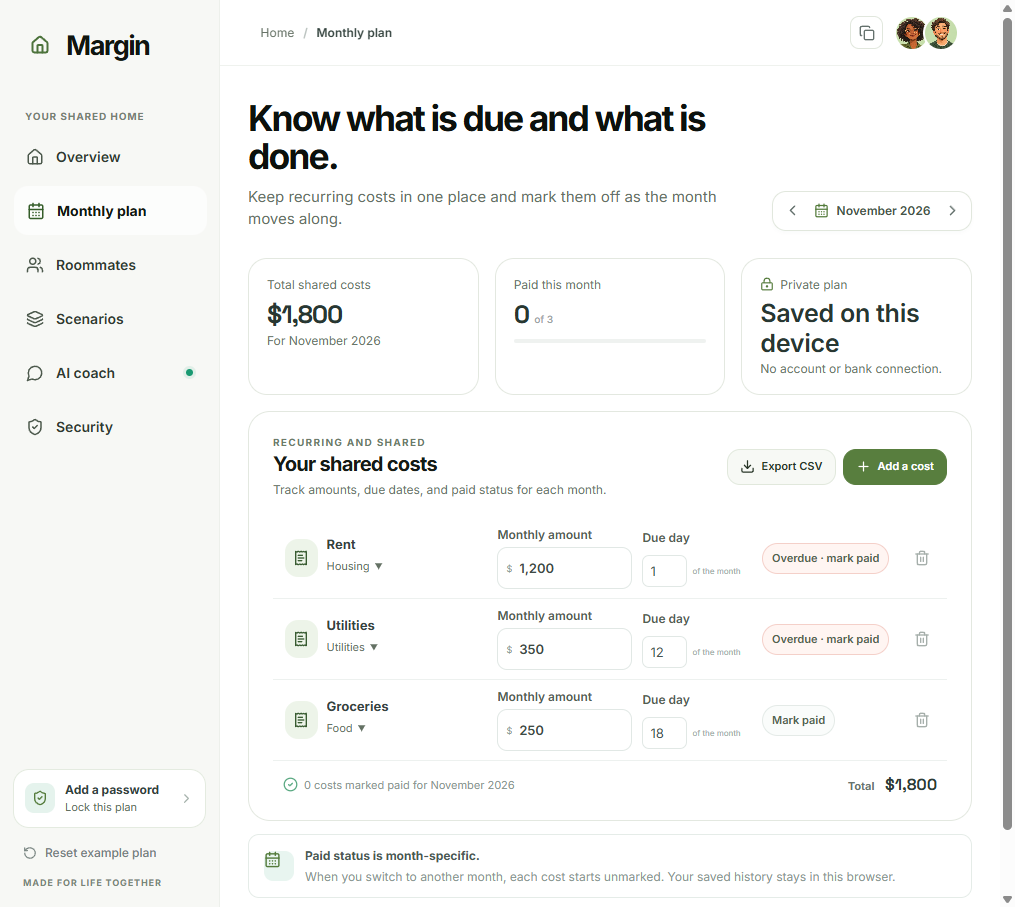 Margin
YOUR SHARED HOME
Overview
Monthly plan
Roommates
Scenarios
AI coach
Security
Add a password
Lock this plan
Reset example plan
MADE FOR LIFE TOGETHER
Home / Monthly plan
Know what is due and what is
done.
Keep recurring costs in one place and mark them off as the month
moves along.
November 2026
Total shared costs
$1,800
For November 2026
Paid this month
0 of 3
Private plan
Saved on this
device
No account or bank connection.
RECURRING AND SHARED
Your shared costs
Track amounts, due dates, and paid status for each month.
Export CSV
Add a cost
Rent
Housing ▼
Monthly amount
$ 1,200
Due day
1 of the month
Overdue · mark paid
Utilities
Utilities ▼
Monthly amount
$ 350
Due day
12 of the month
Overdue · mark paid
Groceries
Food ▼
Monthly amount
$ 250
Due day
18 of the month
Mark paid
0 costs marked paid for November 2026
Total $1,800
Paid status is month-specific.
When you switch to another month, each cost starts unmarked. Your saved history stays in this browser.